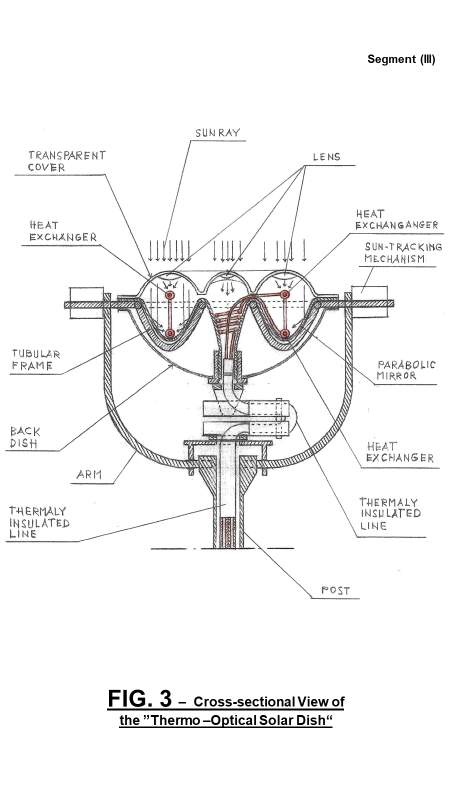 Segment (III)
SUNRAY
TRANSPARENT
COVER
LENS
HEAT
EXCHANGER
HEAT
EXCHANGANGER
SUN-TRACKING
MECHANISM
TUBULAR
FRAME
PARABOLIC
MIRROR
BACK
DISH
HEAT
EXCHANGER
ARM
THERMALY
INSULATED
LINE
THERMALY
INSULATED
LINE
POST
FIG. 3 – Cross-sectional View of
the ”Thermo –Optical Solar Dish“